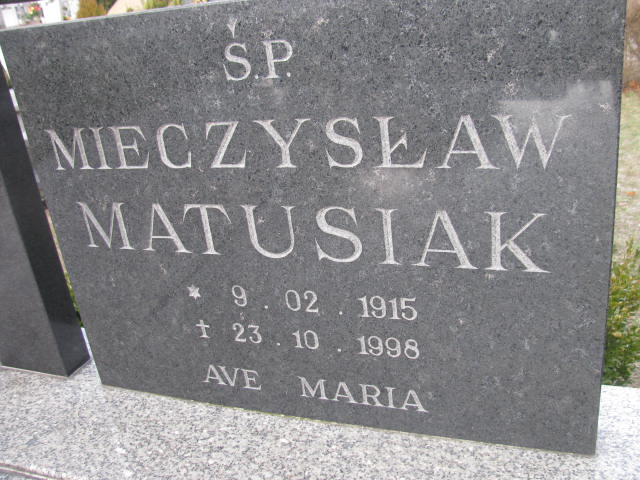 Ś.P.
MIECZYSŁAW
MATUSIAK
* 9.02.1915
† 23.10.1998
AVE MARIA